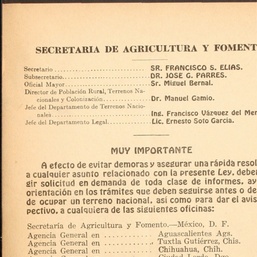 SECRETARIA DE AGRICULTURA Y FOMENT
Secretario SR. FRANCISCO S. ELIAS.
Subsecretario DR. JOSE G. PARRES.
Oficial Mayor Sr. Miguel Bernal.
Director de Población Rural, Terrenos Na-
cionales y Colonización Dr. Manuel Gamio.
Jefe del Departamento de Terrenos Nacio-
nales Ing. Francisco Vázquez del Mer
Jefe del Departamento Legal Lic. Ernesto Soto García.
MUY IMPORTANTE
A efecto de evitar demoras y asegurar una rápida resol
a cualquier asunto relacionado con la presente Ley, deben
gir solicitud en demanda de toda clase de informes, ay
orientación en los trámites que deben seguirse antes o de
de ocupar un terreno nacional, así como para dar el avis
pectivo, a cualquiera de las siguientes oficinas:
Secretaría de Agricultura y Fomento.—México, D. F.
Agencia General en Aguascalientes Ags.
Agencia General en Tuxtla Gutiérrez, Chis.
Agencia General en Chihuahua, Chih.